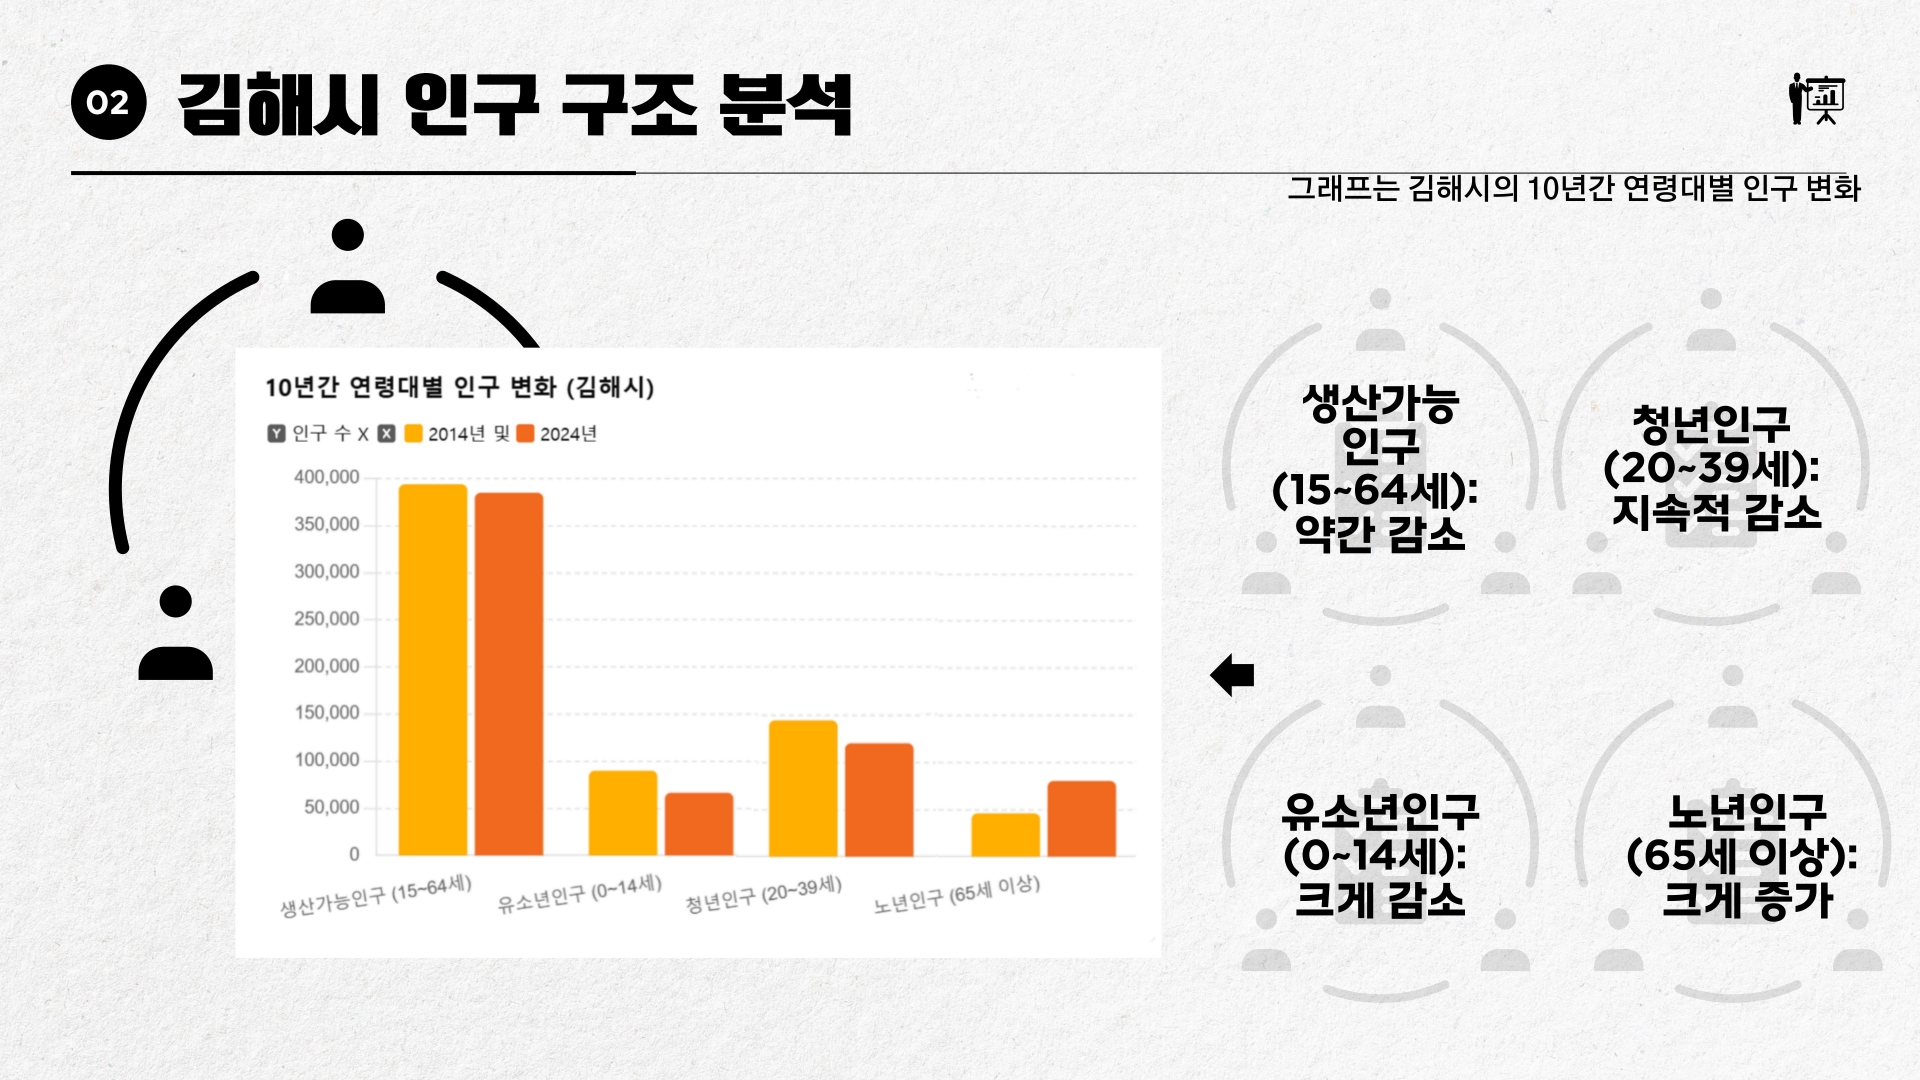 02 김해시 인구 구조 분석
그래프는 김해시의 10년간 연령대별 인구 변화
10년간 연령대별 인구 변화 (김해시)
Y 인구 수 X X 2014년 및 2024년
400,000
350,000
300,000
250,000
200,000
150,000
100,000
50,000
0
생산가능인구 (15~64세)
유소년인구 (0~14세)
청년인구 (20~39세)
노년인구 (65세 이상)
생산가능
인구
(15~64세):
약간 감소
청년인구
(20~39세):
지속적 감소
유소년인구
(0~14세):
크게 감소
노년인구
(65세 이상):
크게 증가